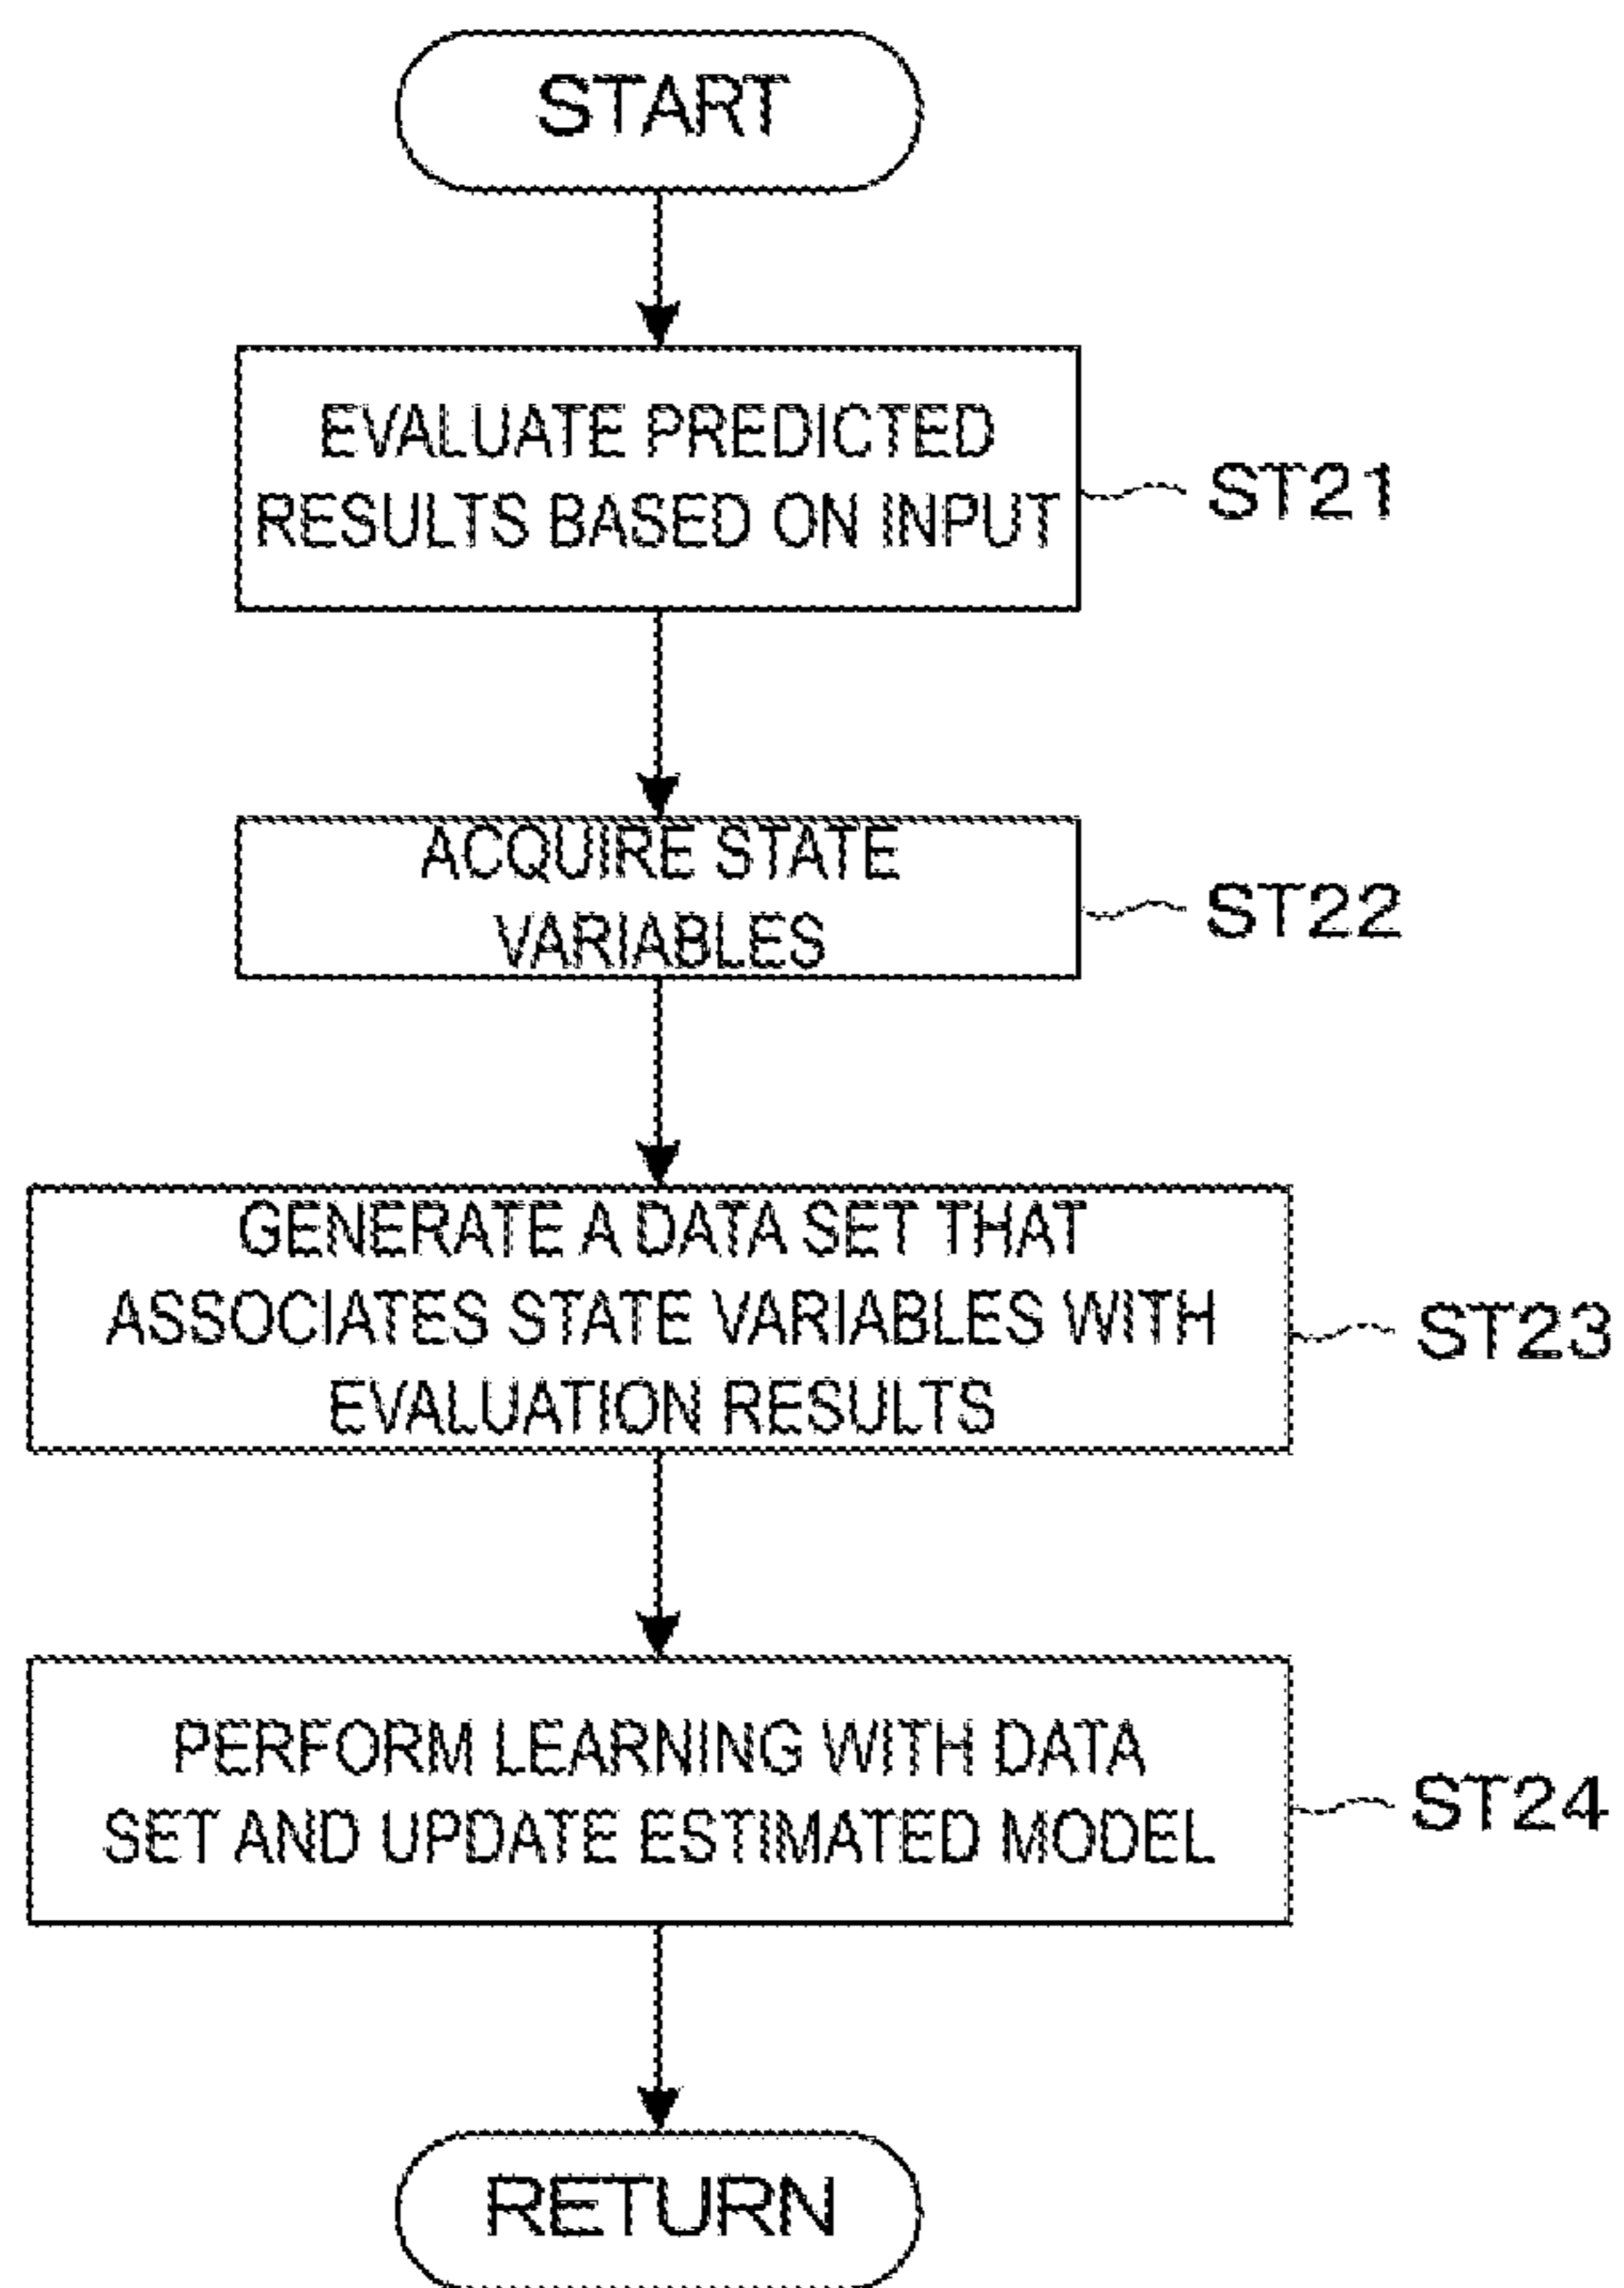 START
EVALUATE PREDICTED
RESULTS BASED ON INPUT
ST21
ACQUIRE STATE
VARIABLES
ST22
GENERATE A DATA SET THAT
ASSOCIATES STATE VARIABLES WITH
EVALUATION RESULTS
ST23
PERFORM LEARNING WITH DATA
SET AND UPDATE ESTIMATED MODEL
ST24
RETURN